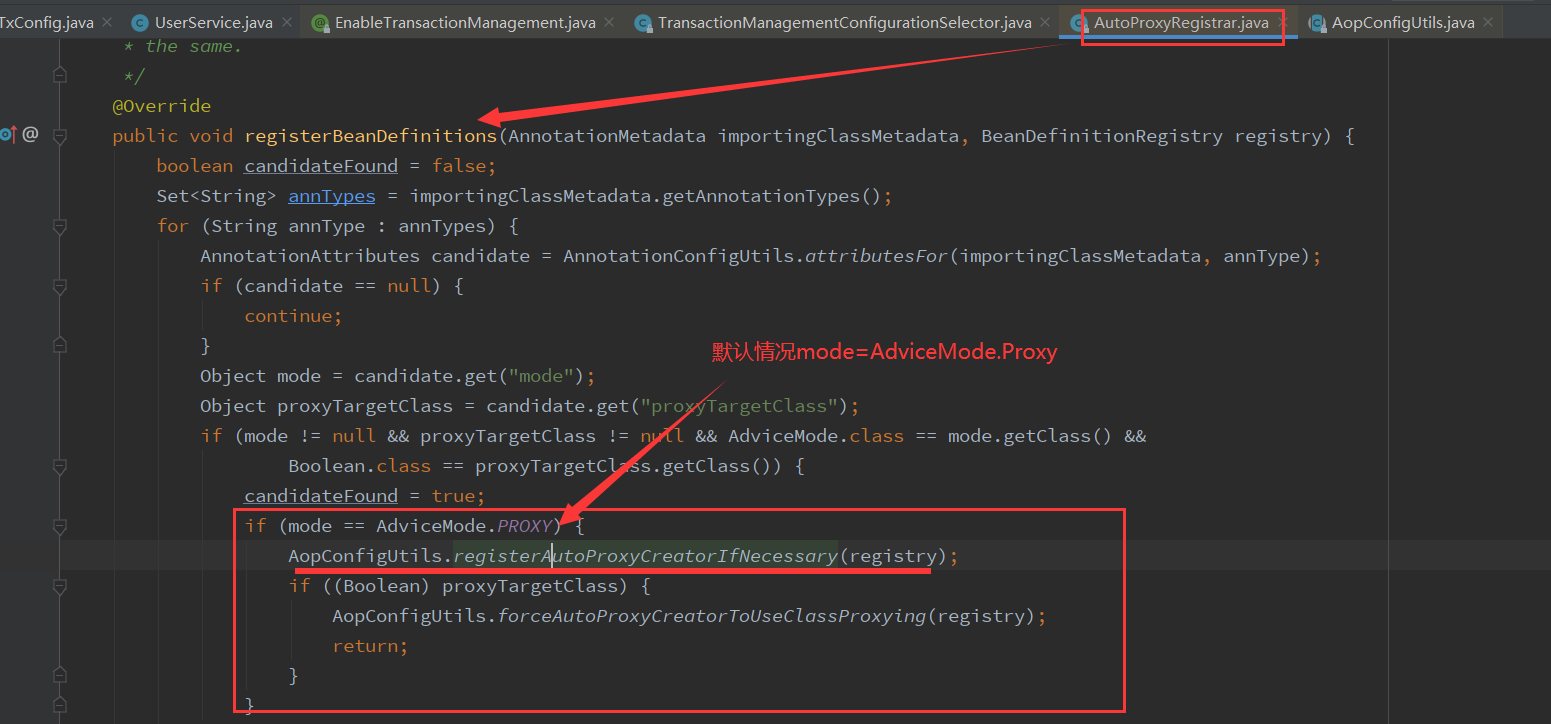 TxConfig.java UserService.java EnableTransactionManagement.java TransactionManagementConfigurationSelector.java AutoProxyRegistrar.java AopConfigUtils.java
* the same.
*/
@Override
public void registerBeanDefinitions(AnnotationMetadata importingClassMetadata, BeanDefinitionRegistry registry) {
boolean candidateFound = false;
Set<String> annTypes = importingClassMetadata.getAnnotationTypes();
for (String annType : annTypes) {
AnnotationAttributes candidate = AnnotationConfigUtils.attributesFor(importingClassMetadata, annType);
if (candidate == null) {
continue;
}
默认情况mode=AdviceMode.Proxy
Object mode = candidate.get("mode");
Object proxyTargetClass = candidate.get("proxyTargetClass");
if (mode != null && proxyTargetClass != null && AdviceMode.class == mode.getClass() &&
Boolean.class == proxyTargetClass.getClass()) {
candidateFound = true;
if (mode == AdviceMode.PROXY) {
AopConfigUtils.registerAutoProxyCreatorIfNecessary(registry);
if ((Boolean) proxyTargetClass) {
AopConfigUtils.forceAutoProxyCreatorToUseClassProxying(registry);
return;
}
}